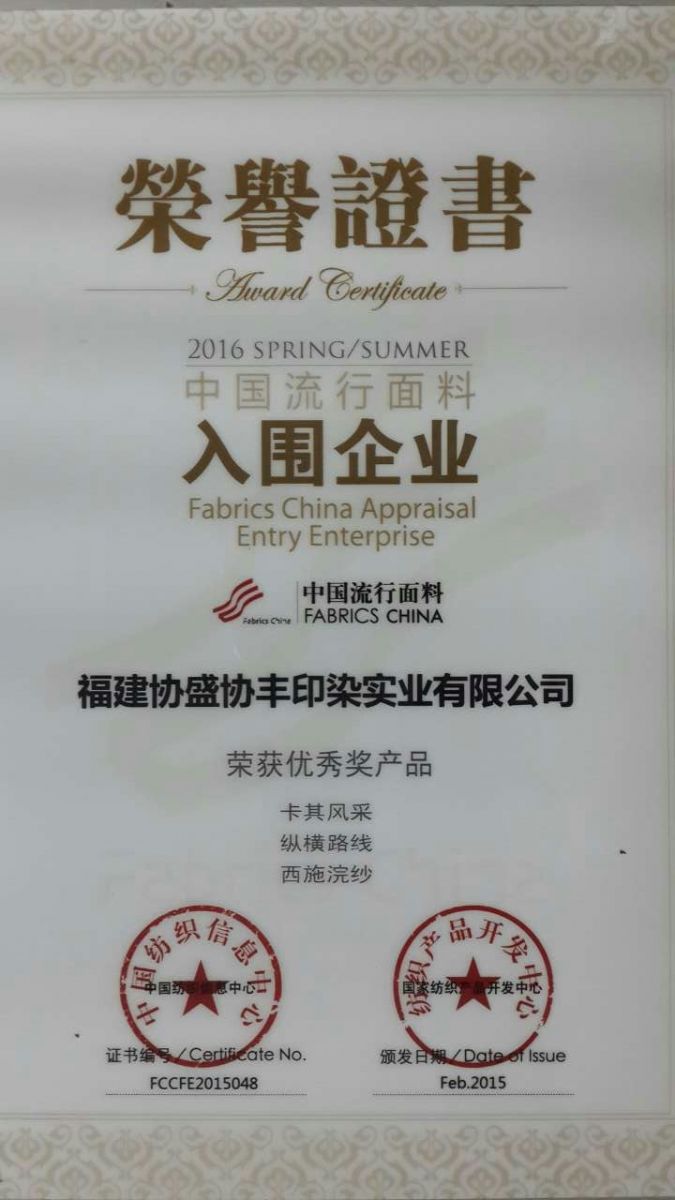 榮譽證書
Award Certificate
2016 SPRING/SUMMER
中国流行面料
入围企业
Fabrics China Appraisal
Entry Enterprise
Fabrics China
中国流行面料
FABRICS CHINA
福建协盛协丰印染实业有限公司
荣获优秀奖产品
卡其风采
纵横路线
西施浣纱
中国纺织信息中心
中国纺织信息中心
纺织产品开发中心
国家纺织产品开发中心
证书编号/Certificate No.
FCCFE2015048
颁发日期/Date of Issue
Feb.2015